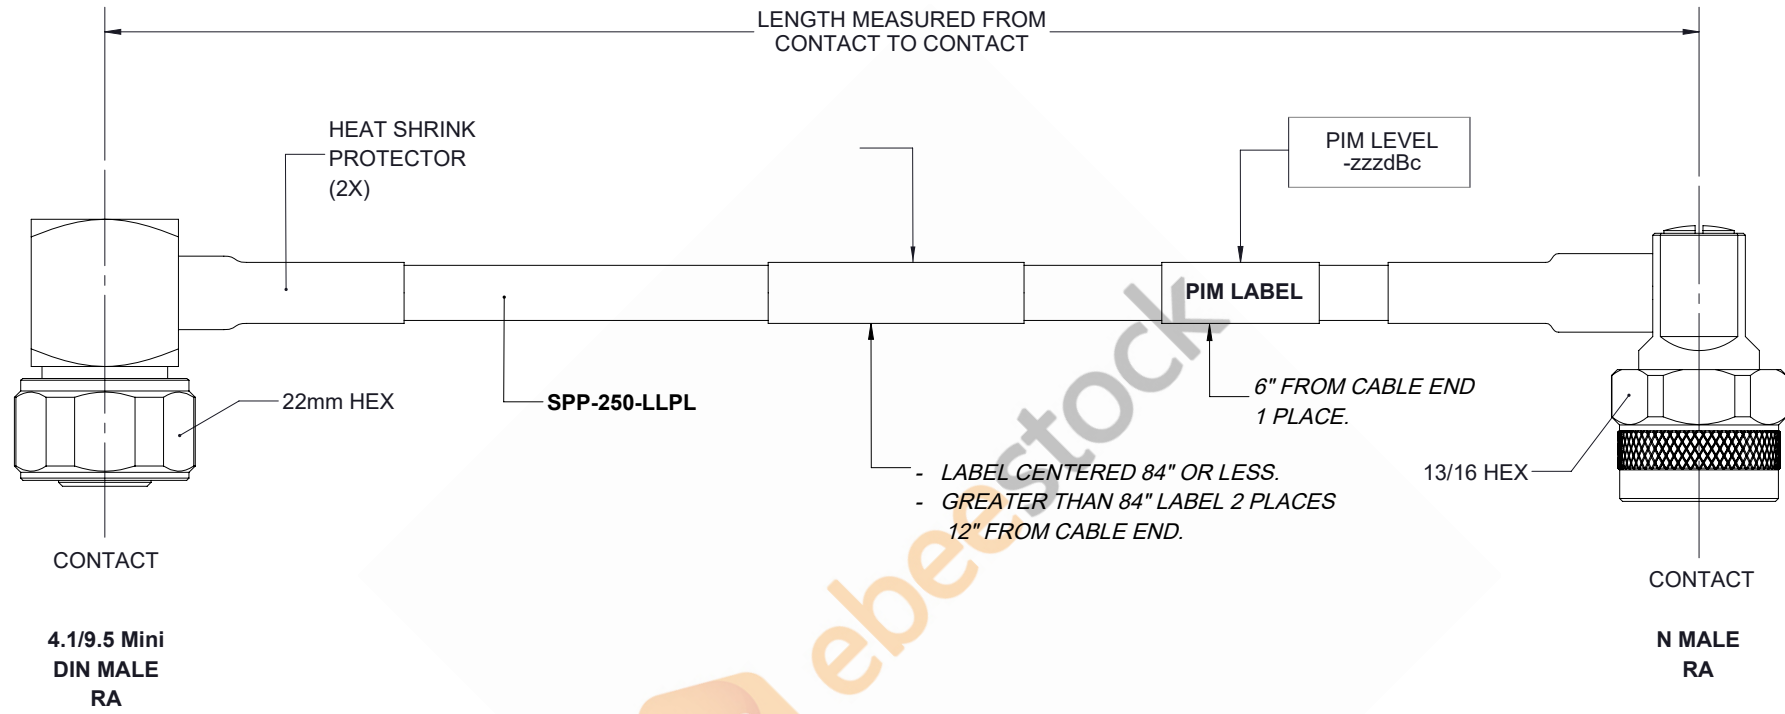 LENGTH MEASURED FROM
CONTACT TO CONTACT
HEAT SHRINK
PROTECTOR
(2X)
PIM LEVEL
-zzzdBc
PIM LABEL
22mm HEX
SPP-250-LLPL
6" FROM CABLE END
1 PLACE.
- LABEL CENTERED 84" OR LESS.
- GREATER THAN 84" LABEL 2 PLACES
12" FROM CABLE END.
13/16 HEX
CONTACT
4.1/9.5 Mini
DIN MALE
RA
CONTACT
N MALE
RA
ebeestock